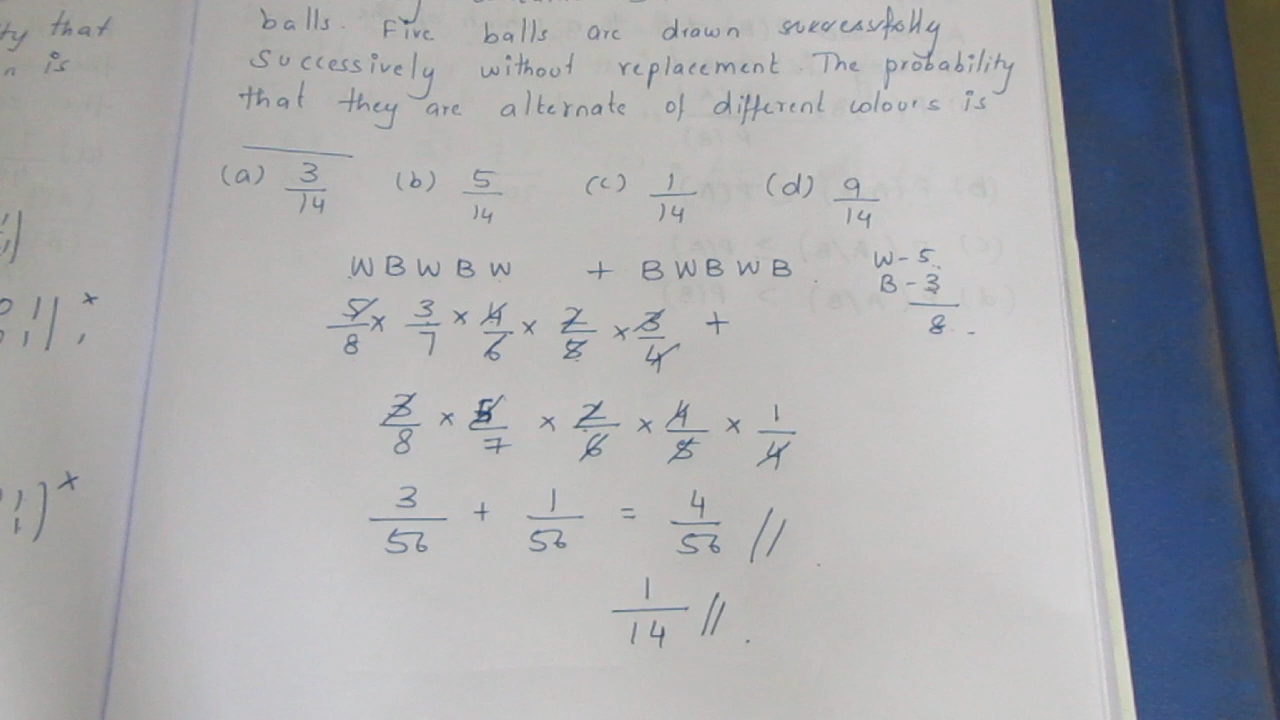 ty that
n is
balls. Five balls are drawn successfully
Successively without replacement. The probability
that they are alternate of different colours is
(a) 3/14 (b) 5/14 (c) 1/14 (d) 9/14
W B W B W + B W B W B
W - 5
B - 3
8
5/8 × 3/7 × 4/6 × 2/5 × 3/4 +
3/8 × 5/7 × 2/6 × 4/5 × 1/4
3/56 + 1/56 = 4/56 //
1/14 //.